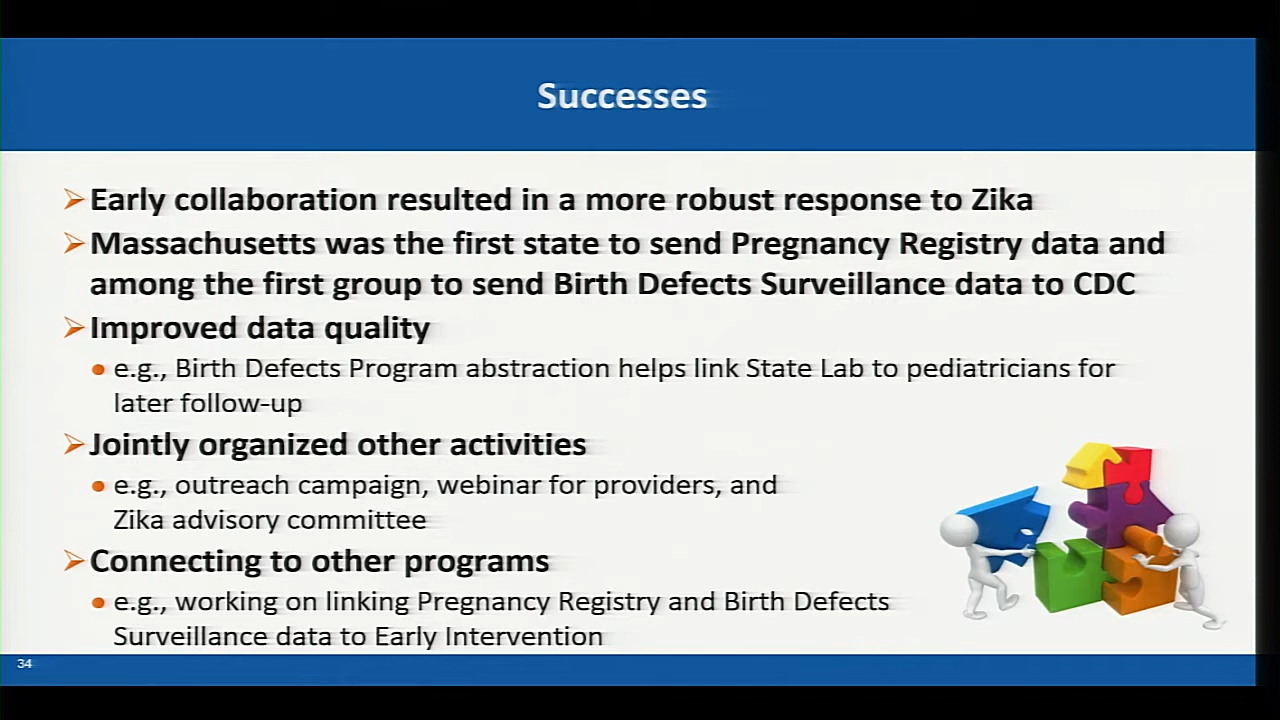 Successes
Early collaboration resulted in a more robust response to Zika
Massachusetts was the first state to send Pregnancy Registry data and
among the first group to send Birth Defects Surveillance data to CDC
Improved data quality
e.g., Birth Defects Program abstraction helps link State Lab to pediatricians for
later follow-up
Jointly organized other activities
e.g., outreach campaign, webinar for providers, and
Zika advisory committee
Connecting to other programs
e.g., working on linking Pregnancy Registry and Birth Defects
Surveillance data to Early Intervention
34